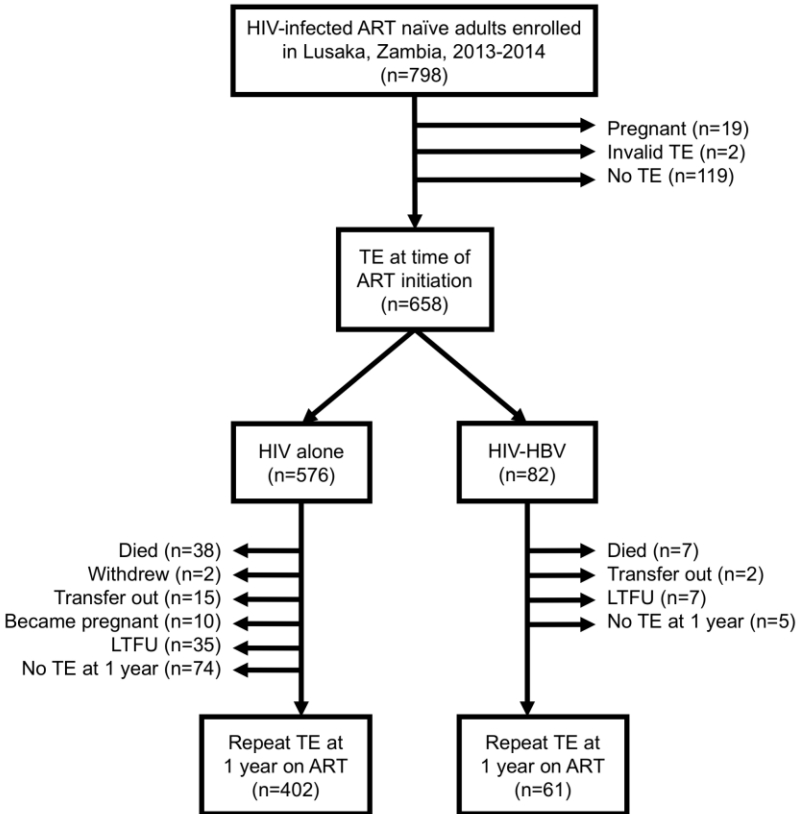 HIV-infected ART naïve adults enrolled
in Lusaka, Zambia, 2013-2014
(n=798)
Pregnant (n=19)
Invalid TE (n=2)
No TE (n=119)
TE at time of
ART initiation
(n=658)
HIV alone
(n=576)
HIV-HBV
(n=82)
Died (n=38)
Withdrew (n=2)
Transfer out (n=15)
Became pregnant (n=10)
LTFU (n=35)
No TE at 1 year (n=74)
Died (n=7)
Transfer out (n=2)
LTFU (n=7)
No TE at 1 year (n=5)
Repeat TE at
1 year on ART
(n=402)
Repeat TE at
1 year on ART
(n=61)